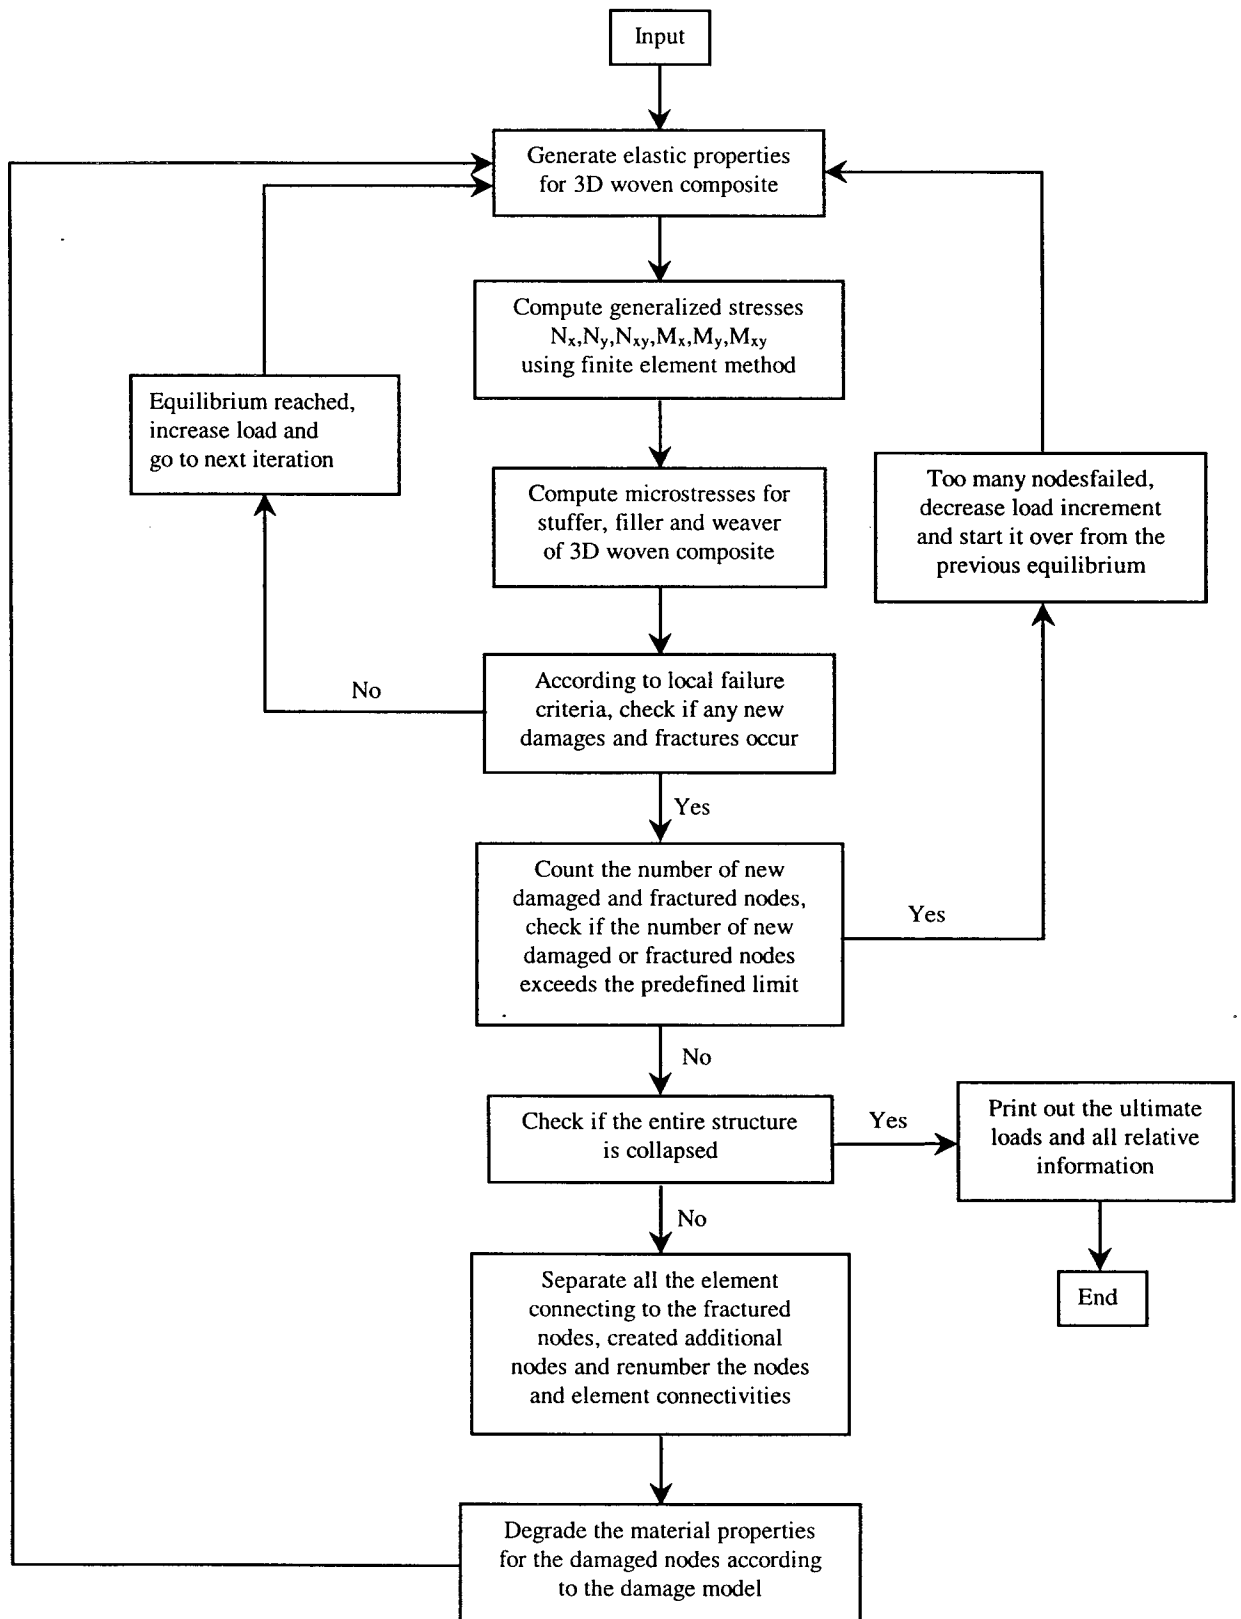 Input
Generate elastic properties
for 3D woven composite
Compute generalized stresses
Nx,Ny,Nxy,Mx,My,Mxy
using finite element method
Equilibrium reached,
increase load and
go to next iteration
Compute microstresses for
stuffer, filler and weaver
of 3D woven composite
Too many nodesfailed,
decrease load increment
and start it over from the
previous equilibrium
No
According to local failure
criteria, check if any new
damages and fractures occur
Yes
Count the number of new
damaged and fractured nodes,
check if the number of new
damaged or fractured nodes
exceeds the predefined limit
Yes
No
Check if the entire structure
is collapsed
Yes
Print out the ultimate
loads and all relative
information
No
Separate all the element
connecting to the fractured
nodes, created additional
nodes and renumber the nodes
and element connectivities
End
Degrade the material properties
for the damaged nodes according
to the damage model